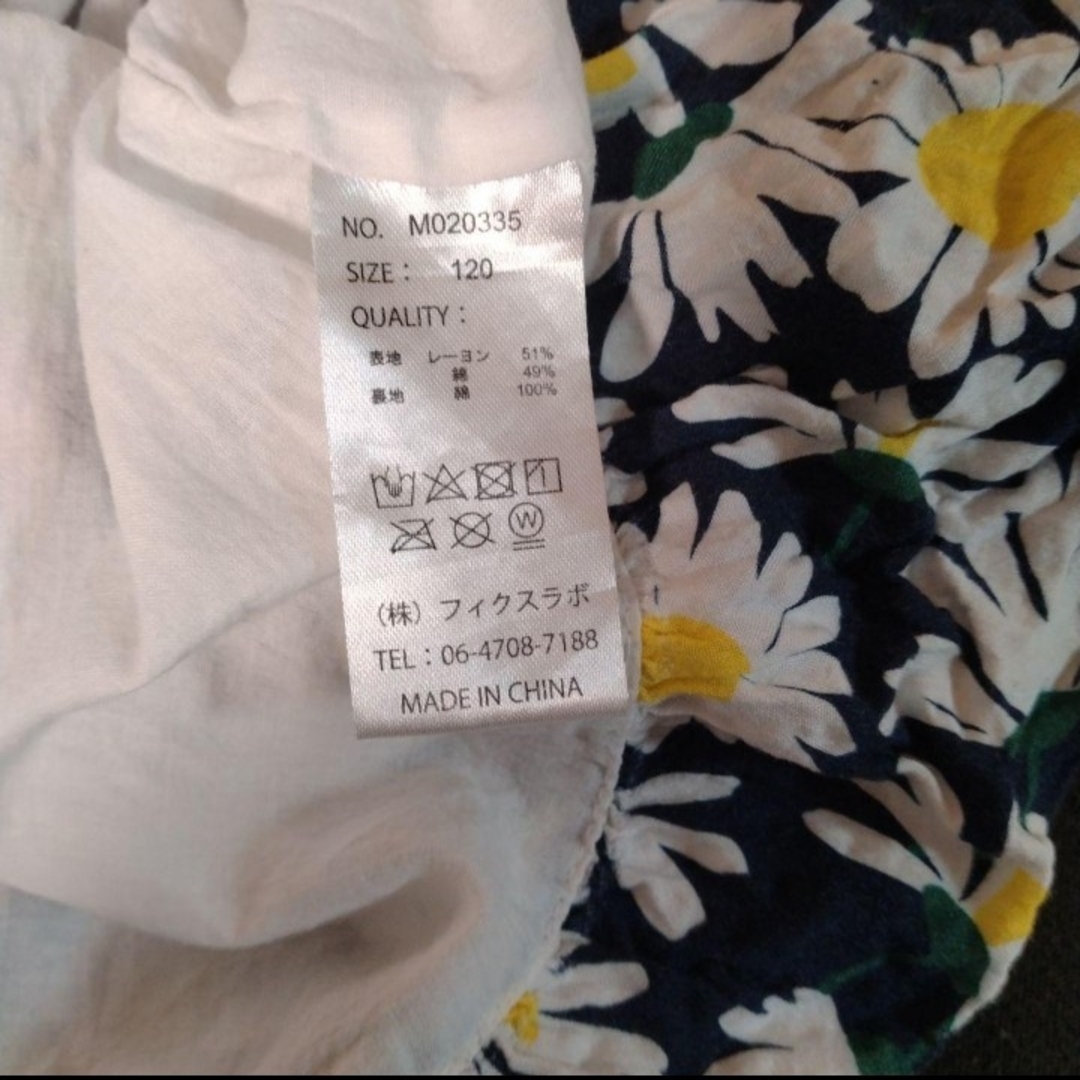 NO. M020335
SIZE： 120
QUALITY：
表地 レーヨン 51%
綿 49%
裏地 綿 100%
W
（株）フィクスラボ
TEL：06-4708-7188
MADE IN CHINA